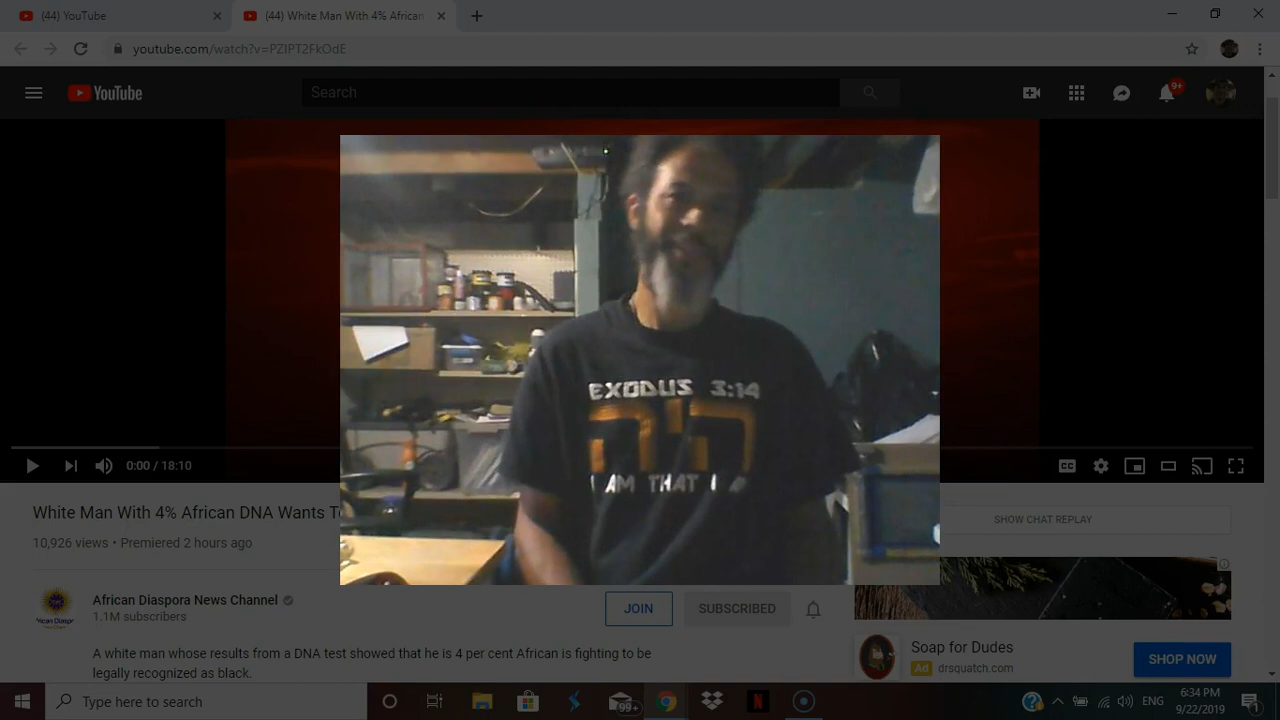 (44) YouTube
(44) White Man With 4% African
youtube.com/watch?v=PZIPT2FkOdE
YouTube
Search
9+
EXODUS 3:14
היה
I AM THAT I A
0:00 / 18:10
CC
White Man With 4% African DNA Wants T
SHOW CHAT REPLAY
10,926 views • Premiered 2 hours ago
African Diaspora News Channel
1.1M subscribers
JOIN
SUBSCRIBED
A white man whose results from a DNA test showed that he is 4 per cent African is fighting to be
legally recognized as black.
Soap for Dudes
Ad drsquatch.com
SHOP NOW
Type here to search
99+
ENG
6:34 PM
9/22/2019
1